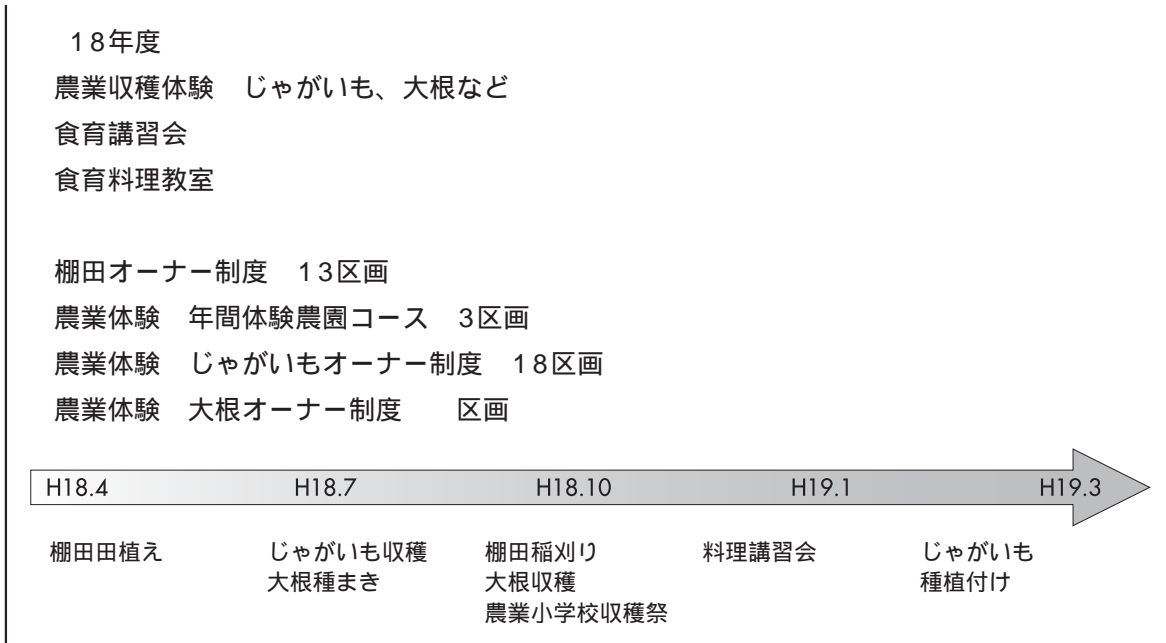 18年度
農業収穫体験　じゃがいも、大根など
食育講習会
食育料理教室
棚田オーナー制度　13区画
農業体験　年間体験農園コース　3区画
農業体験　じゃがいもオーナー制度　18区画
農業体験　大根オーナー制度　　区画
H18.4　H18.7　H18.10　H19.1　H19.3
棚田田植え　じゃがいも収穫　棚田稲刈り　料理講習会　じゃがいも
大根種まき　大根収穫　種植付け
農業小学校収穫祭